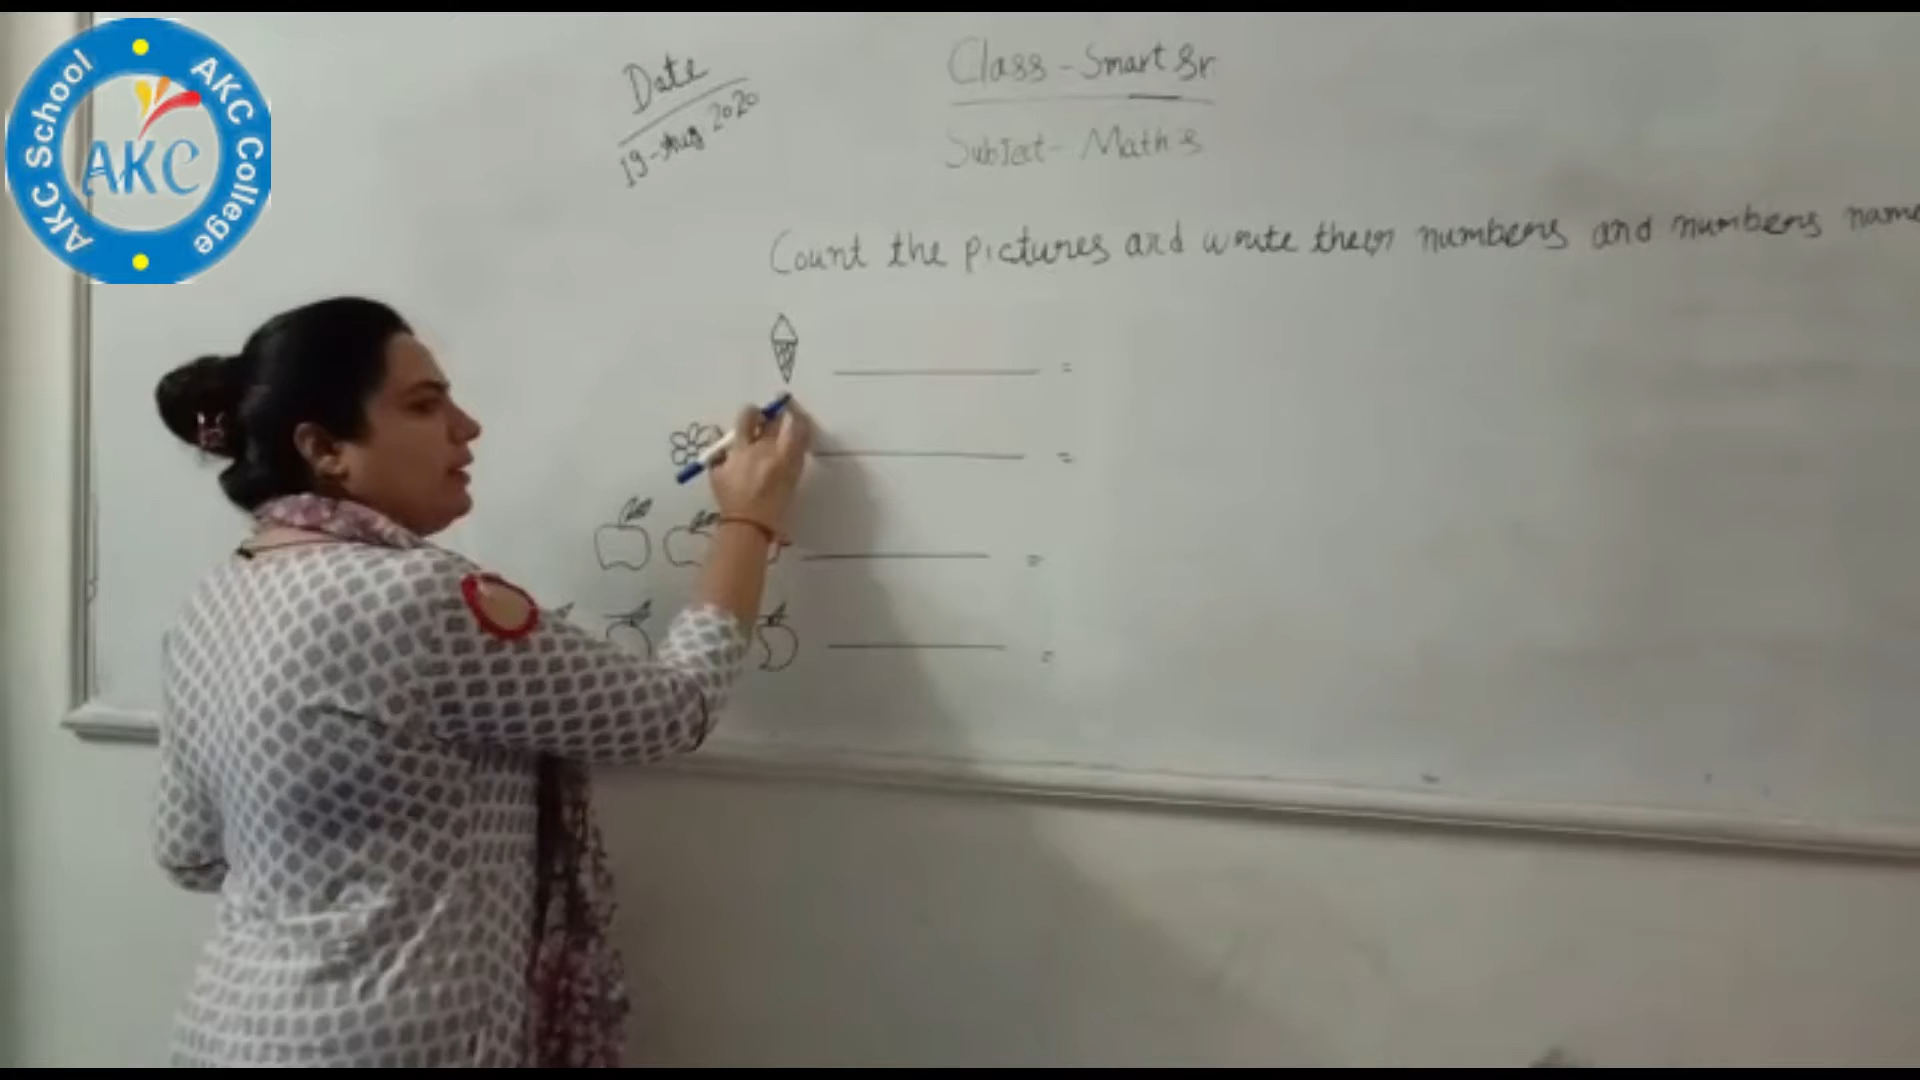 AKC School
AKC College
AKC
Date
19-Aug 2020
Class - Smart Sr.
Subject - Maths
Count the pictures and write their numbers and numbers name
=
=
=
=